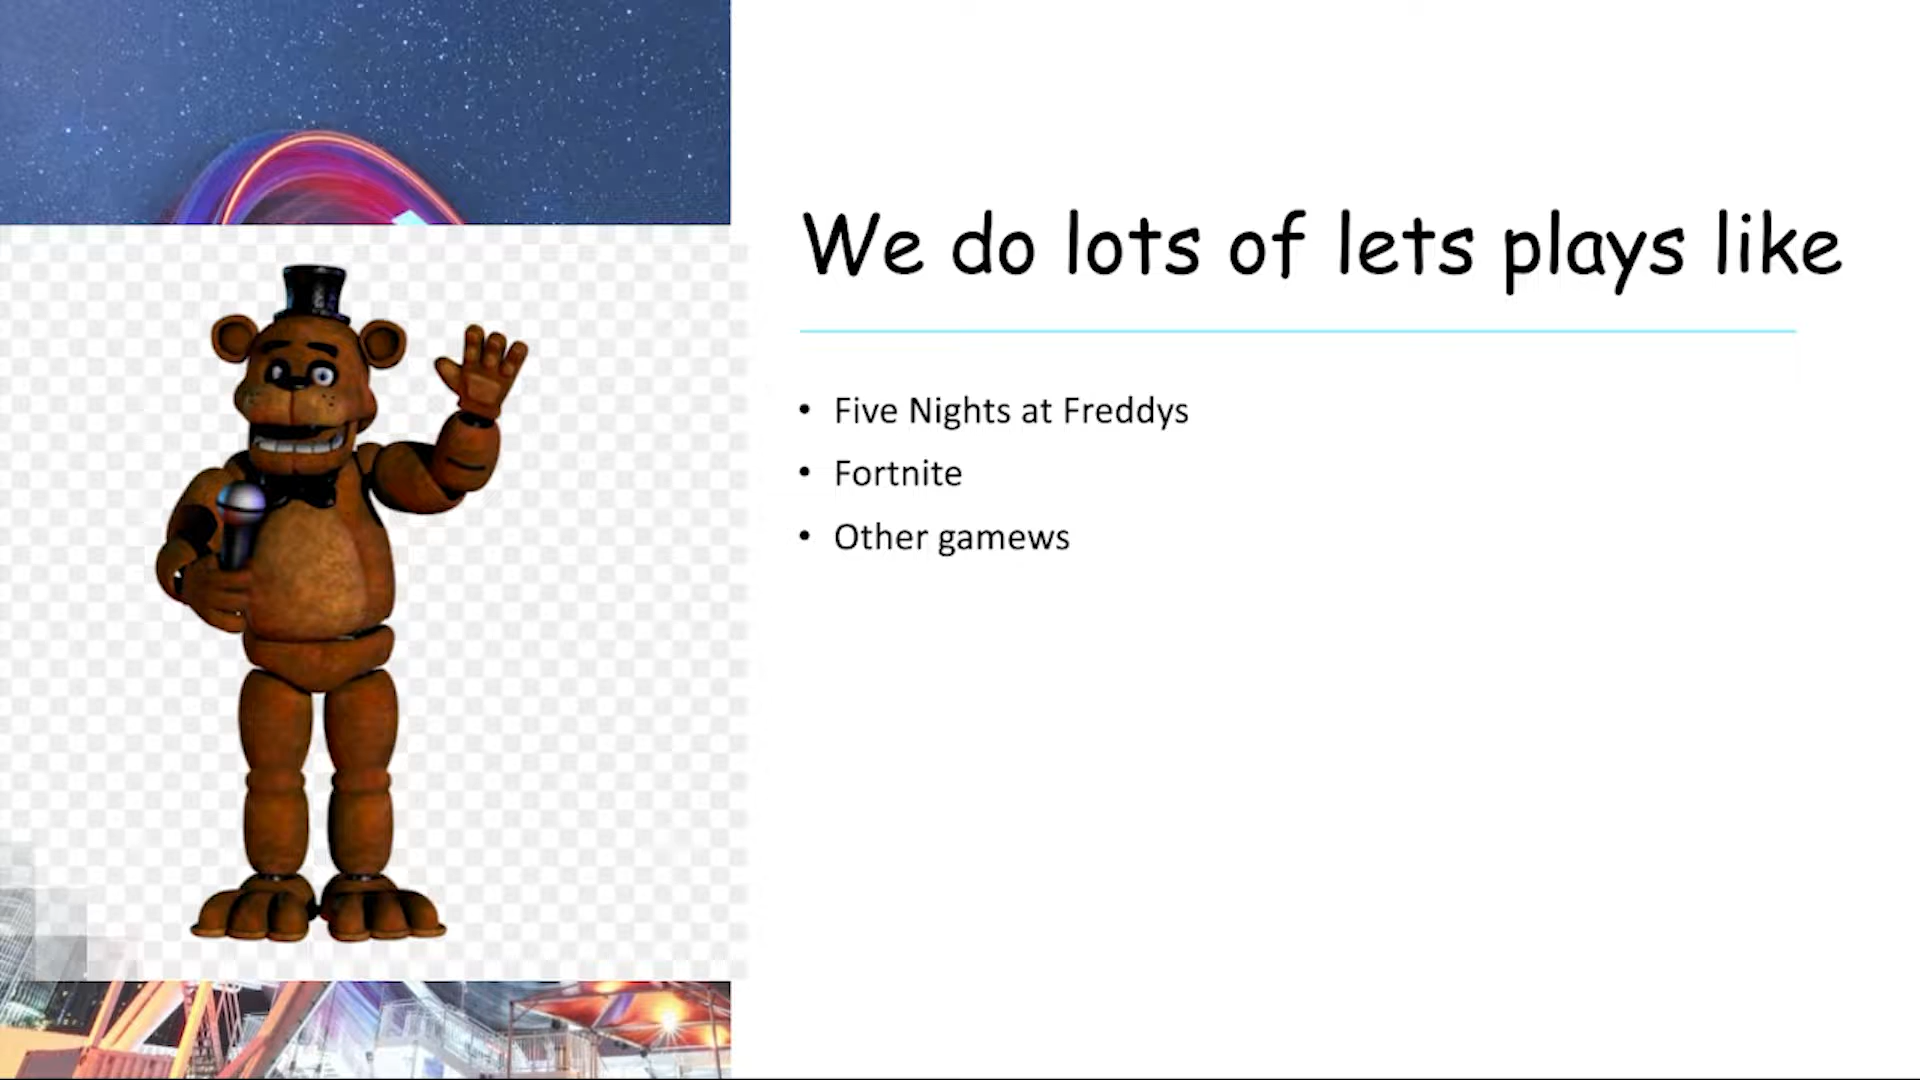 We do lots of lets plays like
• Five Nights at Freddys
• Fortnite
• Other gamews